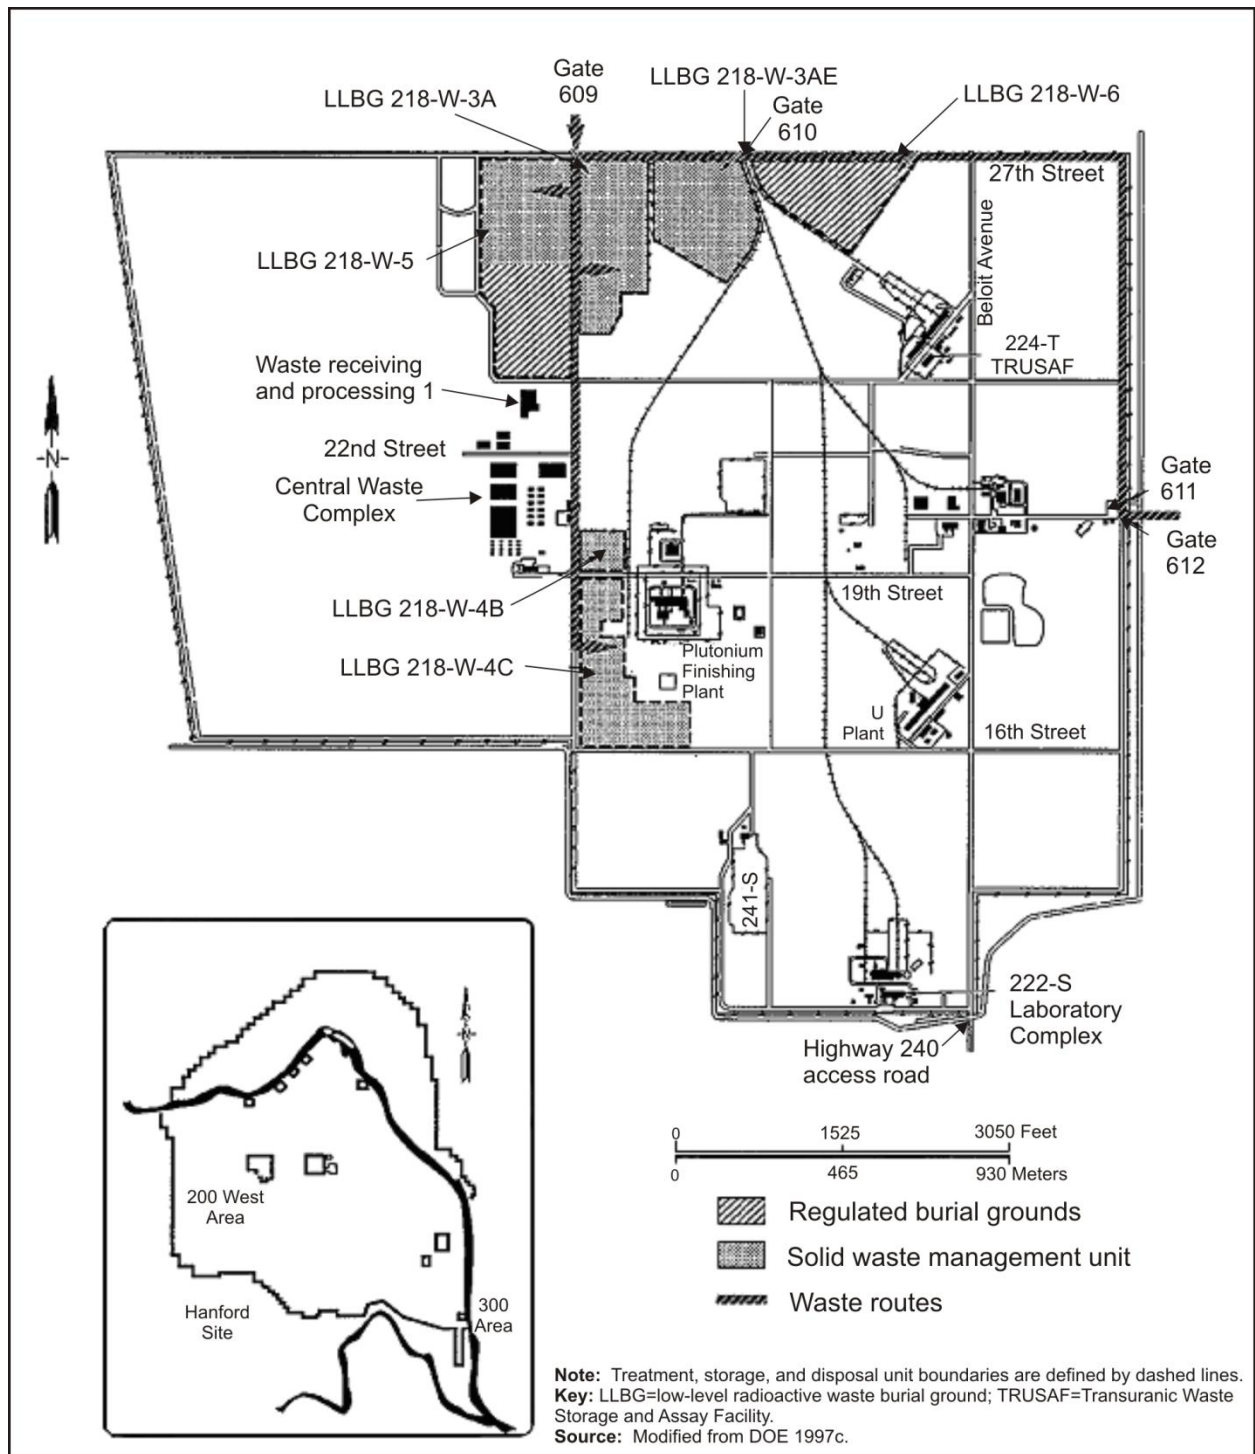 Gate
609
LLBG 218-W-3AE
LLBG 218-W-3A
Gate
610
LLBG 218-W-6
27th Street
Beloit Avenue
LLBG 218-W-5
224-T
TRUSAF
Waste receiving
and processing 1
22nd Street
Central Waste
Complex
Gate
611
Gate
612
LLBG 218-W-4B
19th Street
LLBG 218-W-4C
Plutonium
Finishing
Plant
U
Plant
16th Street
241-S
222-S
Laboratory
Complex
Highway 240
access road
N
N
200 West
Area
Hanford
Site
300
Area
0 1525 3050 Feet
0 465 930 Meters
Regulated burial grounds
Solid waste management unit
Waste routes
Note: Treatment, storage, and disposal unit boundaries are defined by dashed lines.
Key: LLBG=low-level radioactive waste burial ground; TRUSAF=Transuranic Waste
Storage and Assay Facility.
Source: Modified from DOE 1997c.